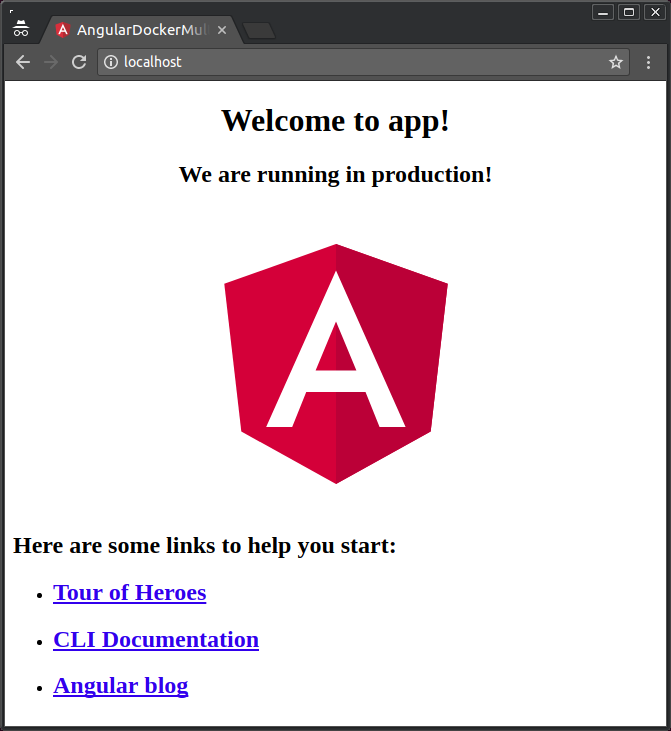 AngularDockerMul
localhost
Welcome to app!
We are running in production!
A
Here are some links to help you start:
Tour of Heroes
CLI Documentation
Angular blog